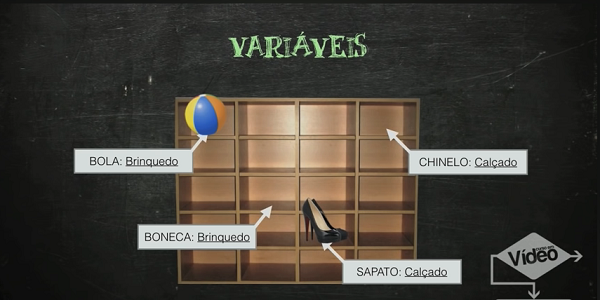 VARIÁVEIS
BOLA: Brinquedo
CHINELO: Calçado
BONECA: Brinquedo
SAPATO: Calçado
Vídeo